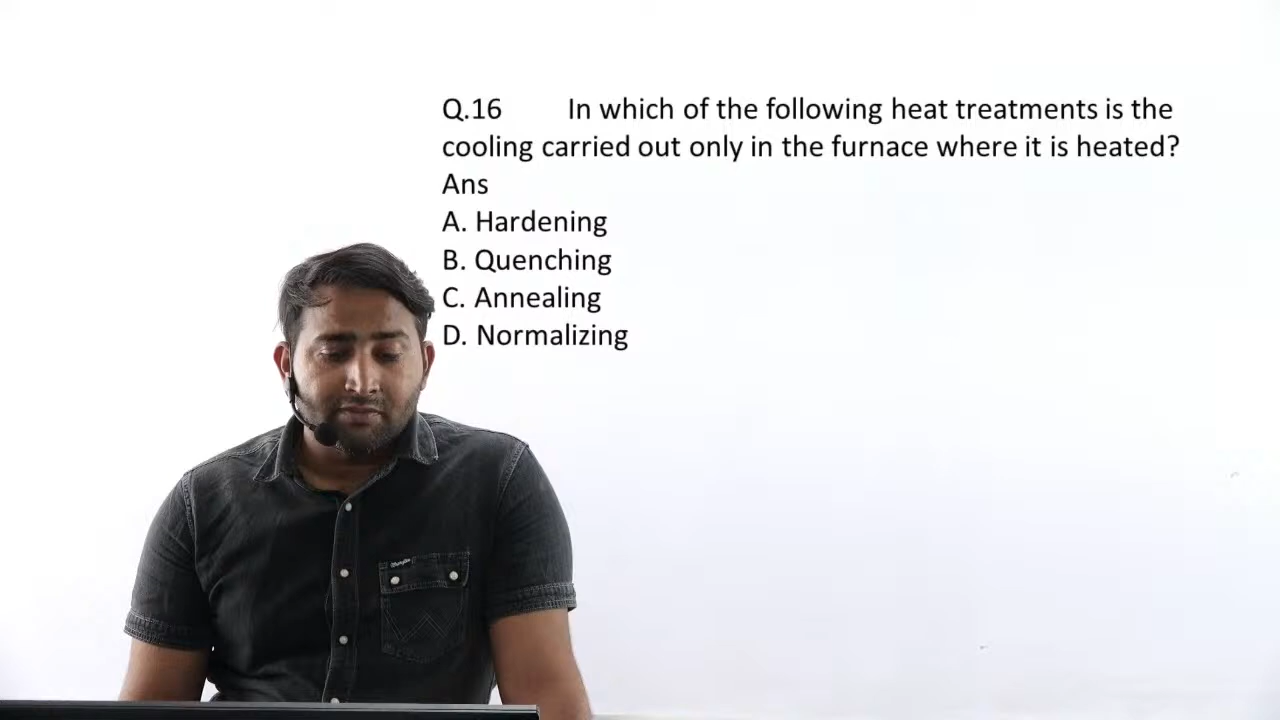 Q.16 In which of the following heat treatments is the
cooling carried out only in the furnace where it is heated?
Ans
A. Hardening
B. Quenching
C. Annealing
D. Normalizing